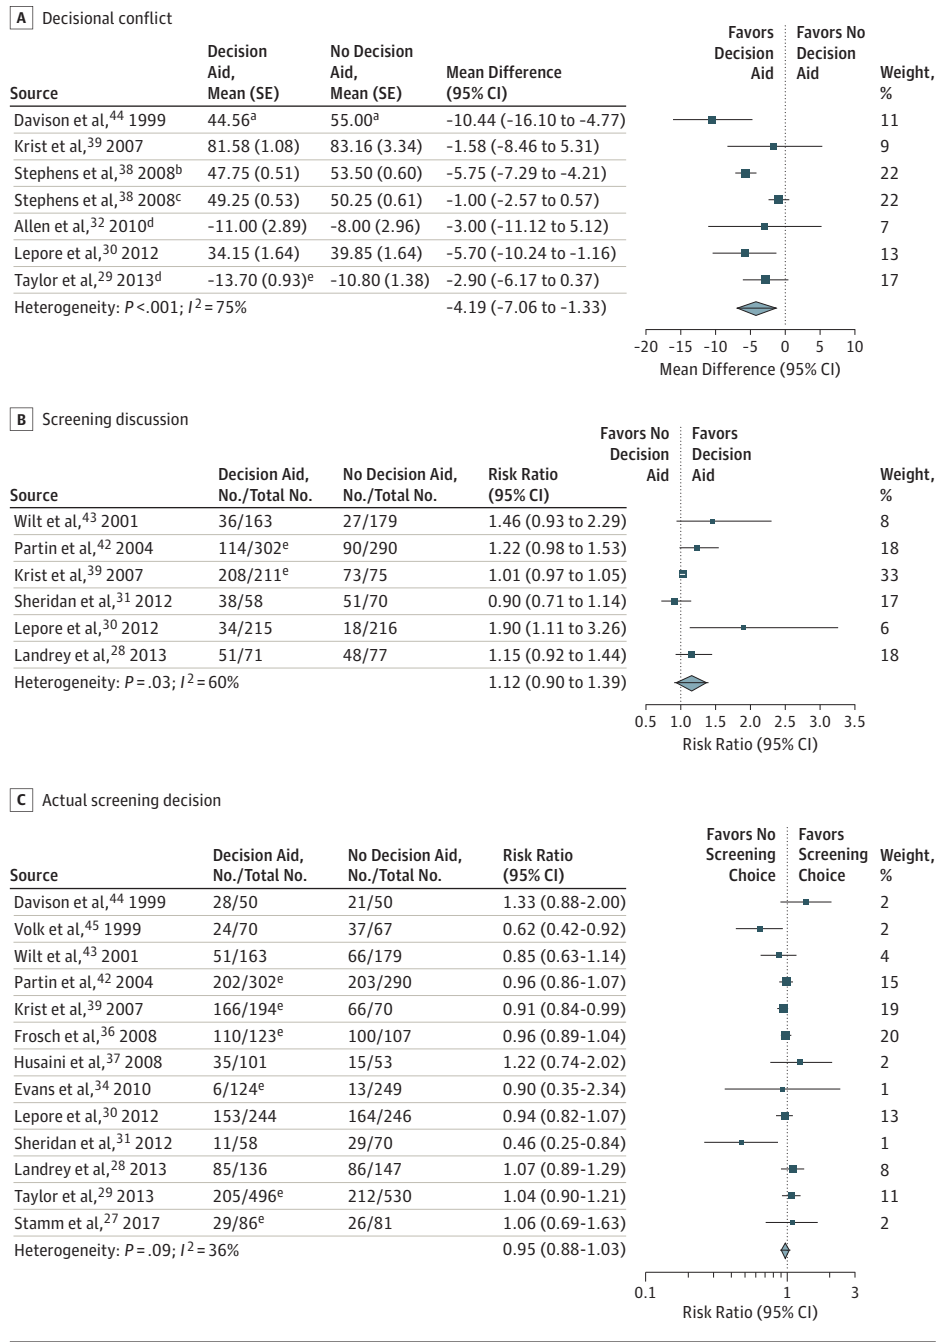 A Decisional conflict
Source Decision Aid, Mean (SE) No Decision Aid, Mean (SE) Mean Difference (95% CI) Favors Decision Aid Favors No Decision Aid Weight, %
Davison et al,44 1999 44.56a 55.00a -10.44 (-16.10 to -4.77) 11
Krist et al,39 2007 81.58 (1.08) 83.16 (3.34) -1.58 (-8.46 to 5.31) 9
Stephens et al,38 2008b 47.75 (0.51) 53.50 (0.60) -5.75 (-7.29 to -4.21) 22
Stephens et al,38 2008c 49.25 (0.53) 50.25 (0.61) -1.00 (-2.57 to 0.57) 22
Allen et al,32 2010d -11.00 (2.89) -8.00 (2.96) -3.00 (-11.12 to 5.12) 7
Lepore et al,30 2012 34.15 (1.64) 39.85 (1.64) -5.70 (-10.24 to -1.16) 13
Taylor et al,29 2013d -13.70 (0.93)e -10.80 (1.38) -2.90 (-6.17 to 0.37) 17
Heterogeneity: P <.001; I2 = 75% -4.19 (-7.06 to -1.33)
-20 -15 -10 -5 0 5 10
Mean Difference (95% CI)
B Screening discussion
Source Decision Aid, No./Total No. No Decision Aid, No./Total No. Risk Ratio (95% CI) Favors No Decision Aid Favors Decision Aid Weight, %
Wilt et al,43 2001 36/163 27/179 1.46 (0.93 to 2.29) 8
Partin et al,42 2004 114/302e 90/290 1.22 (0.98 to 1.53) 18
Krist et al,39 2007 208/211e 73/75 1.01 (0.97 to 1.05) 33
Sheridan et al,31 2012 38/58 51/70 0.90 (0.71 to 1.14) 17
Lepore et al,30 2012 34/215 18/216 1.90 (1.11 to 3.26) 6
Landrey et al,28 2013 51/71 48/77 1.15 (0.92 to 1.44) 18
Heterogeneity: P = .03; I2 = 60% 1.12 (0.90 to 1.39)
0.5 1.0 1.5 2.0 2.5 3.0 3.5
Risk Ratio (95% CI)
C Actual screening decision
Source Decision Aid, No./Total No. No Decision Aid, No./Total No. Risk Ratio (95% CI) Favors No Screening Choice Favors Screening Choice Weight, %
Davison et al,44 1999 28/50 21/50 1.33 (0.88-2.00) 2
Volk et al,45 1999 24/70 37/67 0.62 (0.42-0.92) 2
Wilt et al,43 2001 51/163 66/179 0.85 (0.63-1.14) 4
Partin et al,42 2004 202/302e 203/290 0.96 (0.86-1.07) 15
Krist et al,39 2007 166/194e 66/70 0.91 (0.84-0.99) 19
Frosch et al,36 2008 110/123e 100/107 0.96 (0.89-1.04) 20
Husaini et al,37 2008 35/101 15/53 1.22 (0.74-2.02) 2
Evans et al,34 2010 6/124e 13/249 0.90 (0.35-2.34) 1
Lepore et al,30 2012 153/244 164/246 0.94 (0.82-1.07) 13
Sheridan et al,31 2012 11/58 29/70 0.46 (0.25-0.84) 1
Landrey et al,28 2013 85/136 86/147 1.07 (0.89-1.29) 8
Taylor et al,29 2013 205/496e 212/530 1.04 (0.90-1.21) 11
Stamm et al,27 2017 29/86e 26/81 1.06 (0.69-1.63) 2
Heterogeneity: P = .09; I2 = 36% 0.95 (0.88-1.03)
0.1 1 3
Risk Ratio (95% CI)